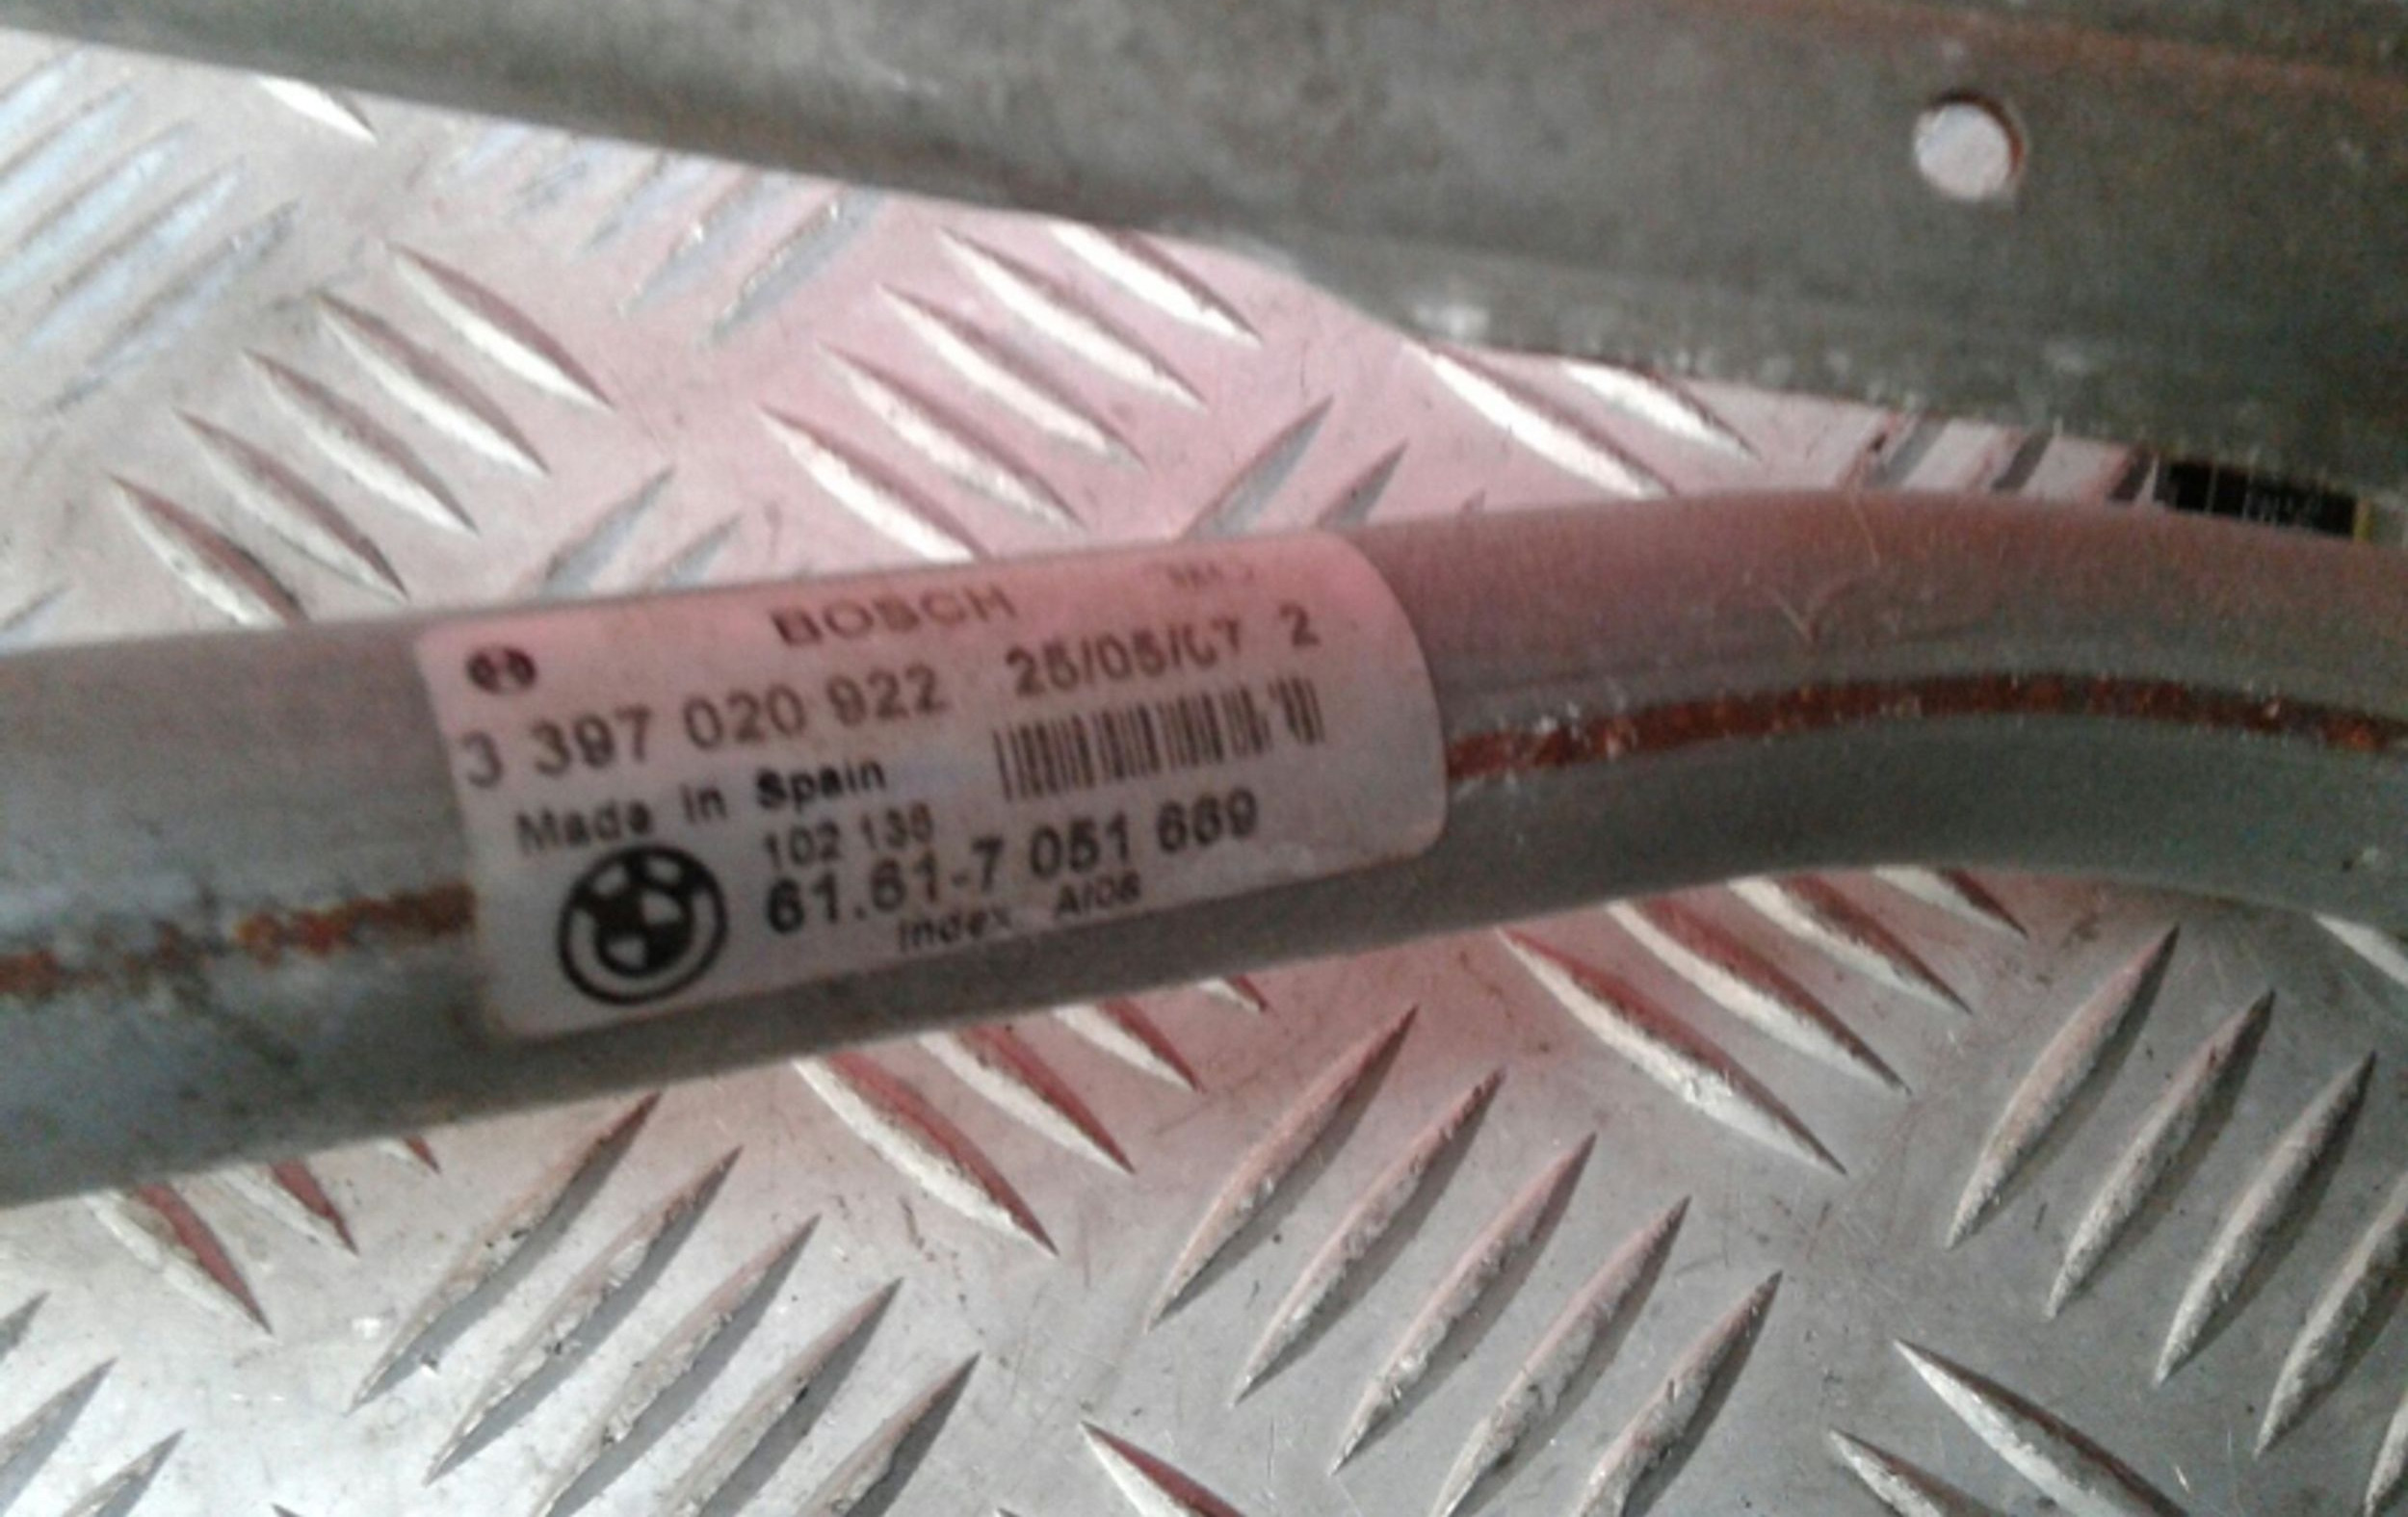 BOSCH
3 397 020 922 25/05/07 2
Made in Spain
102 136
61.61-7 051 669
Index AI08